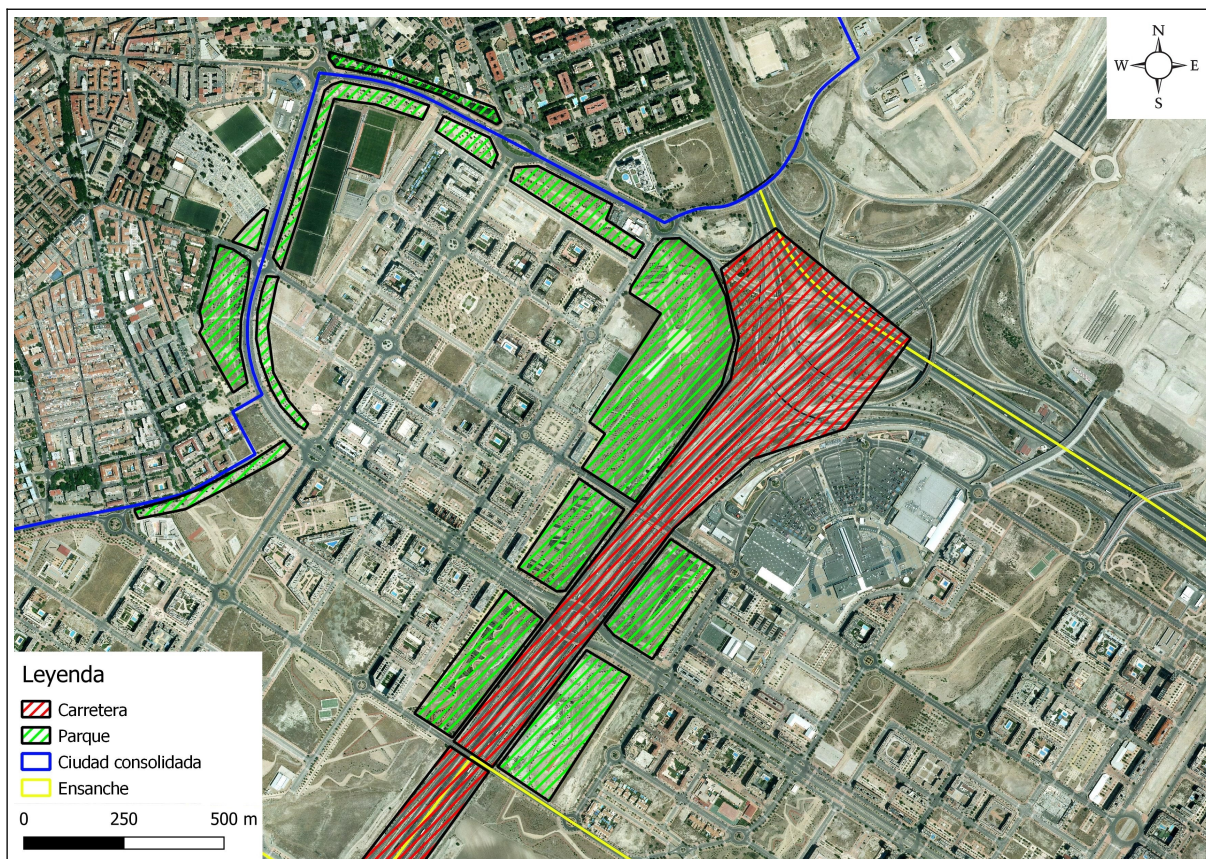 N
W E
S
Leyenda
Carretera
Parque
Ciudad consolidada
Ensanche
0 250 500 m